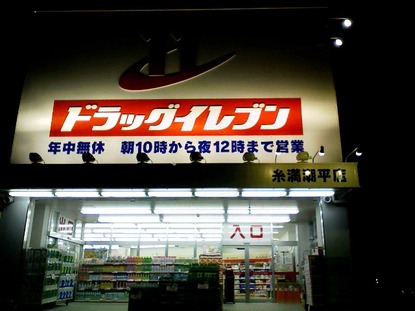 ドラッグイレブン
年中無休　朝10時から夜12時まで営業
糸満潮平店
入口